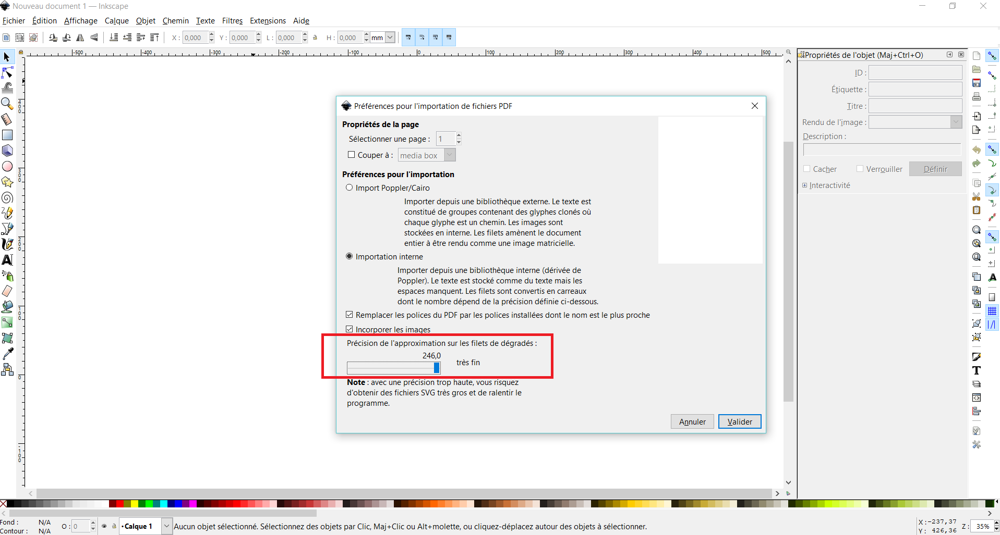 Nouveau document 1 — Inkscape
Fichier Édition Affichage Calque Objet Chemin Texte Filtres Extensions Aide
X : 0,000 Y : 0,000 L : 0,000 H : 0,000 mm
-500 -400 -300 -200 -100 0 100 200 300 400 500
400
300
200
100
0
-100
Propriétés de l'objet (Maj+Ctrl+O)
ID :
Étiquette :
Titre :
Rendu de l'image :
Description :
Cacher Verrouiller Définir
Interactivité
Préférences pour l'importation de fichiers PDF
Propriétés de la page
Sélectionner une page : 1
Couper à : media box
Préférences pour l'importation
Import Poppler/Cairo
Importer depuis une bibliothèque externe. Le texte est
constitué de groupes contenant des glyphes clonés où
chaque glyphe est un chemin. Les images sont
stockées en interne. Les filets amènent le document
entier à être rendu comme une image matricielle.
Importation interne
Importer depuis une bibliothèque interne (dérivée de
Poppler). Le texte est stocké comme du texte mais les
espaces manquent. Les filets sont convertis en carreaux
dont le nombre dépend de la précision définie ci-dessous.
Remplacer les polices du PDF par les polices installées dont le nom est le plus proche
Incorporer les images
Précision de l'approximation sur les filets de dégradés :
246,0
très fin
Note : avec une précision trop haute, vous risquez
d'obtenir des fichiers SVG très gros et de ralentir le
programme.
Annuler Valider
Fond : N/A
Contour : N/A
O : 0
•Calque 1
Aucun objet sélectionné. Sélectionnez des objets par Clic, Maj+Clic ou Alt+molette, ou cliquez-déplacez autour des objets à sélectionner.
X : -237,37
Y : 426,36
Z : 35%